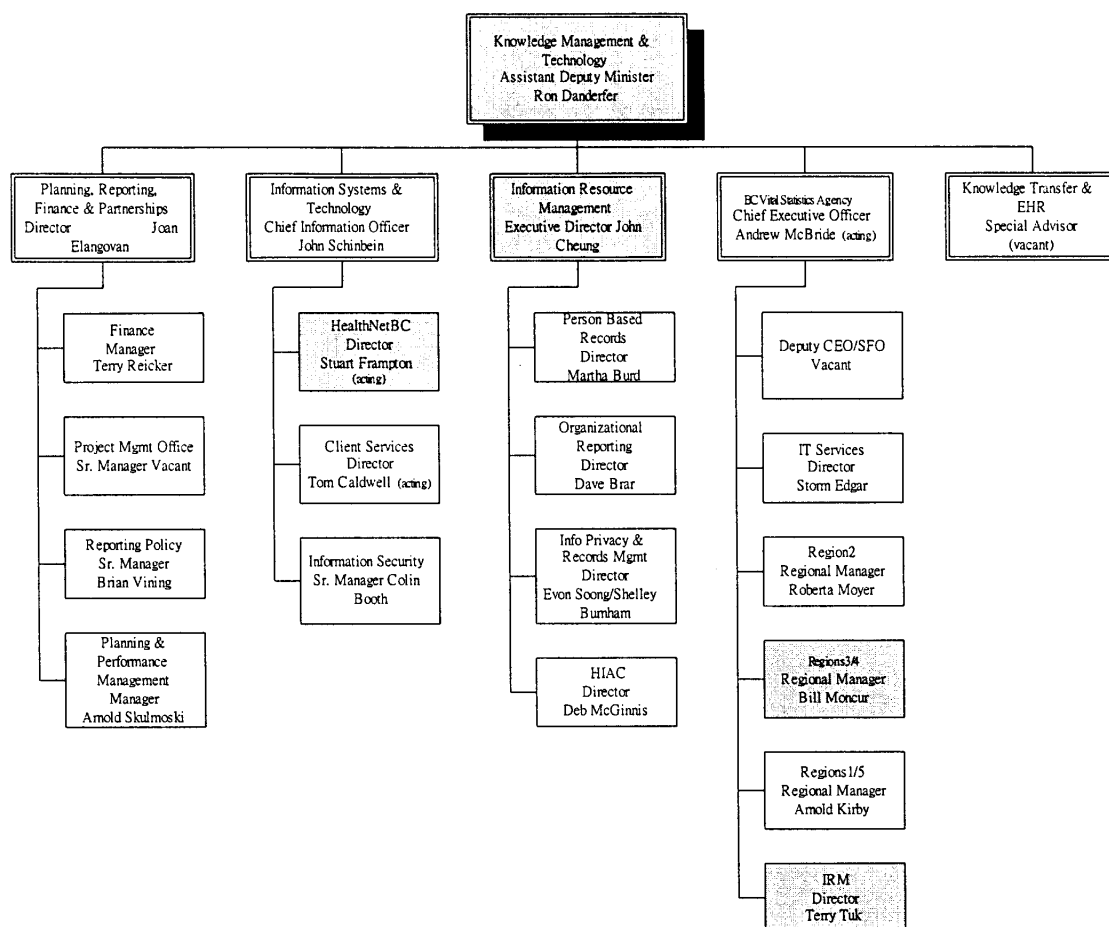 Knowledge Management &
Technology
Assistant Deputy Minister
Ron Danderfer
Planning, Reporting,
Finance & Partnerships
Director Joan
Elangovan
Information Systems &
Technology
Chief Information Officer
John Schinbein
Information Resource
Management
Executive Director John
Cheung
BC Vital Statistics Agency
Chief Executive Officer
Andrew McBride (acting)
Knowledge Transfer &
EHR
Special Advisor
(vacant)
Finance
Manager
Terry Reicker
Project Mgmt Office
Sr. Manager Vacant
Reporting Policy
Sr. Manager
Brian Vining
Planning &
Performance
Management
Manager
Arnold Skulmoski
HealthNetBC
Director
Stuart Frampton
(acting)
Client Services
Director
Tom Caldwell (acting)
Information Security
Sr. Manager Colin
Booth
Person Based
Records
Director
Martha Burd
Organizational
Reporting
Director
Dave Brar
Info Privacy &
Records Mgmt
Director
Evon Soong/Shelley
Burnham
HIAC
Director
Deb McGinnis
Deputy CEO/SFO
Vacant
IT Services
Director
Storm Edgar
Region2
Regional Manager
Roberta Moyer
Regions3/4
Regional Manager
Bill Moncur
Regions1/5
Regional Manager
Arnold Kirby
IRM
Director
Terry Tuk